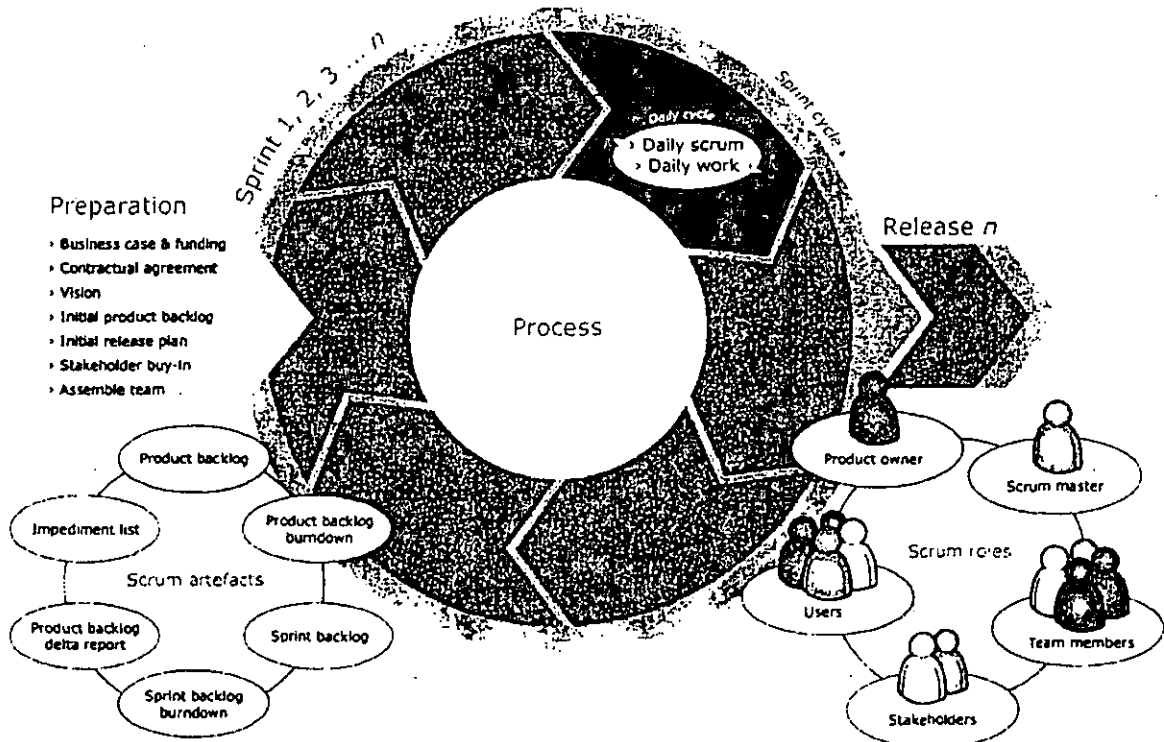 Sprint 1, 2, 3 ... n
Sprint cycle ›
Daily cycle
› Daily scrum
› Daily work ›
Preparation
› Business case & funding
› Contractual agreement
› Vision
› Initial product backlog
› Initial release plan
› Stakeholder buy-in
› Assemble team
Process
Release n
Product backlog
Impediment list
Product backlog
burndown
Scrum artefacts
Product backlog
delta report
Sprint backlog
Sprint backlog
burndown
Product owner
Scrum master
Scrum roles
Users
Team members
Stakeholders